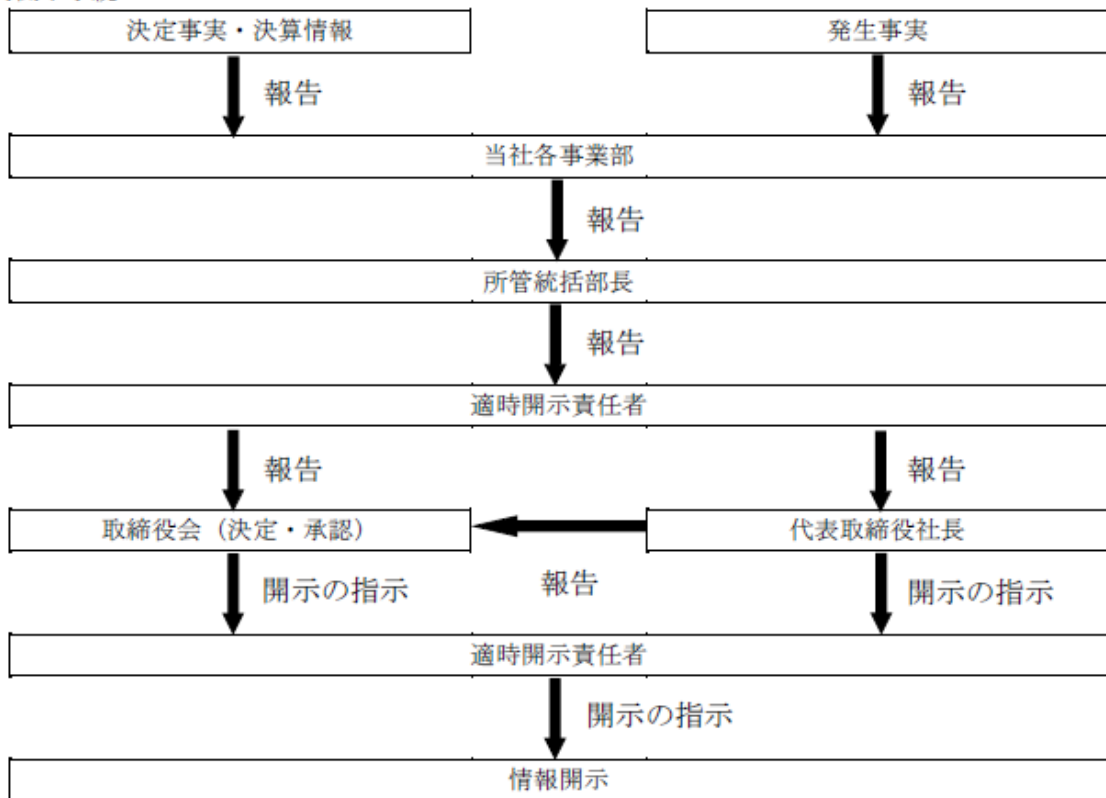 決定事実・決算情報
発生事実
報告
報告
当社各事業部
報告
所管統括部長
報告
適時開示責任者
報告
報告
取締役会（決定・承認）
代表取締役社長
開示の指示
報告
開示の指示
適時開示責任者
開示の指示
情報開示